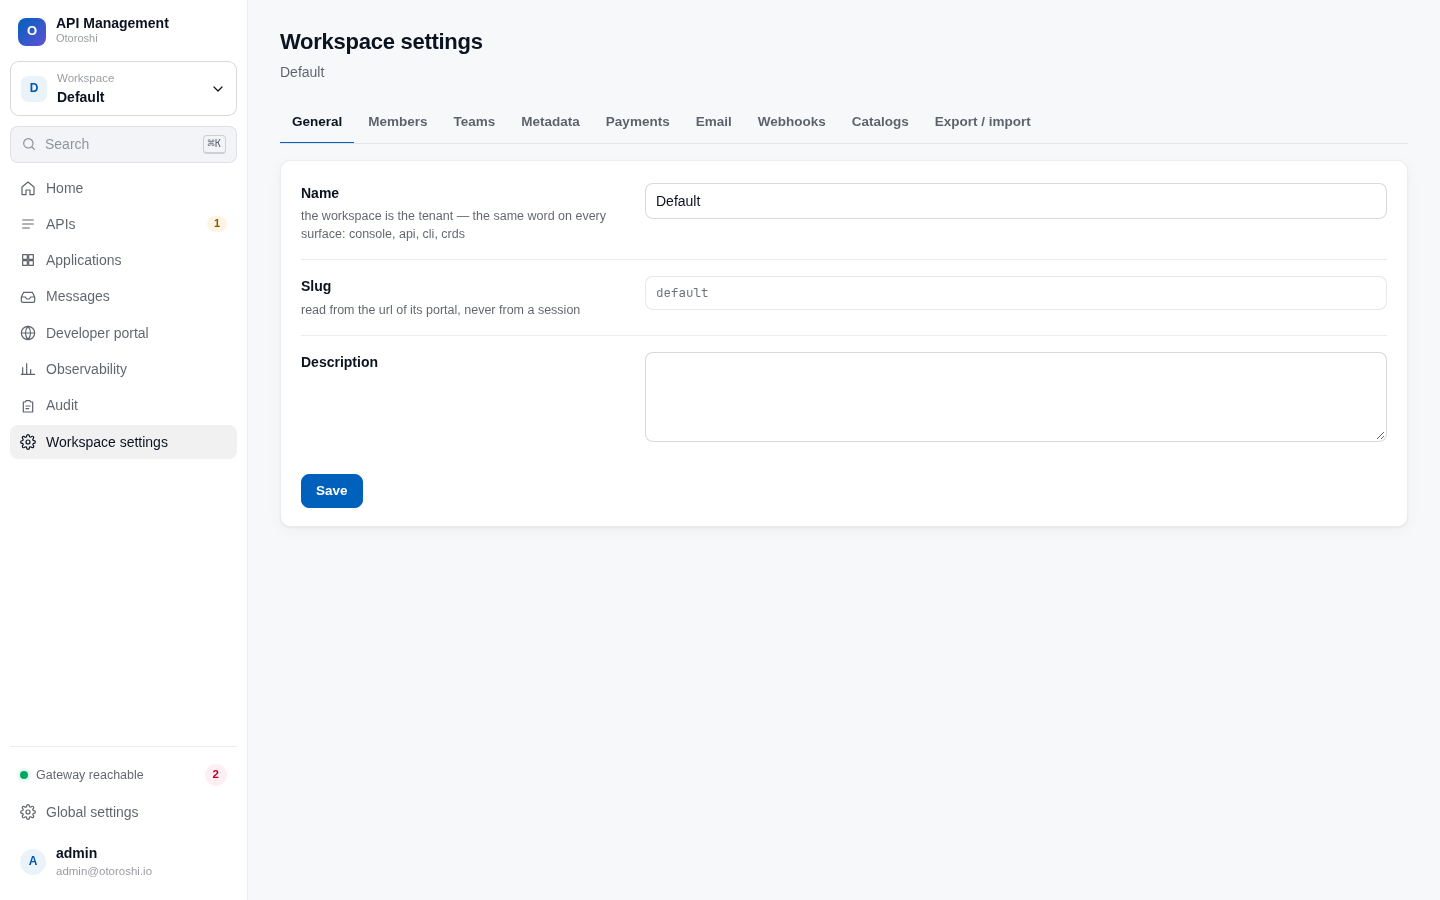 O
API Management
Otoroshi
D
Workspace
Default
Search
⌘K
Home
APIs
1
Applications
Messages
Developer portal
Observability
Audit
Workspace settings
Gateway reachable
2
Global settings
A
admin
admin@otoroshi.io
Workspace settings
Default
General Members Teams Metadata Payments Email Webhooks Catalogs Export / import
Name
the workspace is the tenant — the same word on every
surface: console, api, cli, crds
Default
Slug
read from the url of its portal, never from a session
default
Description
Save